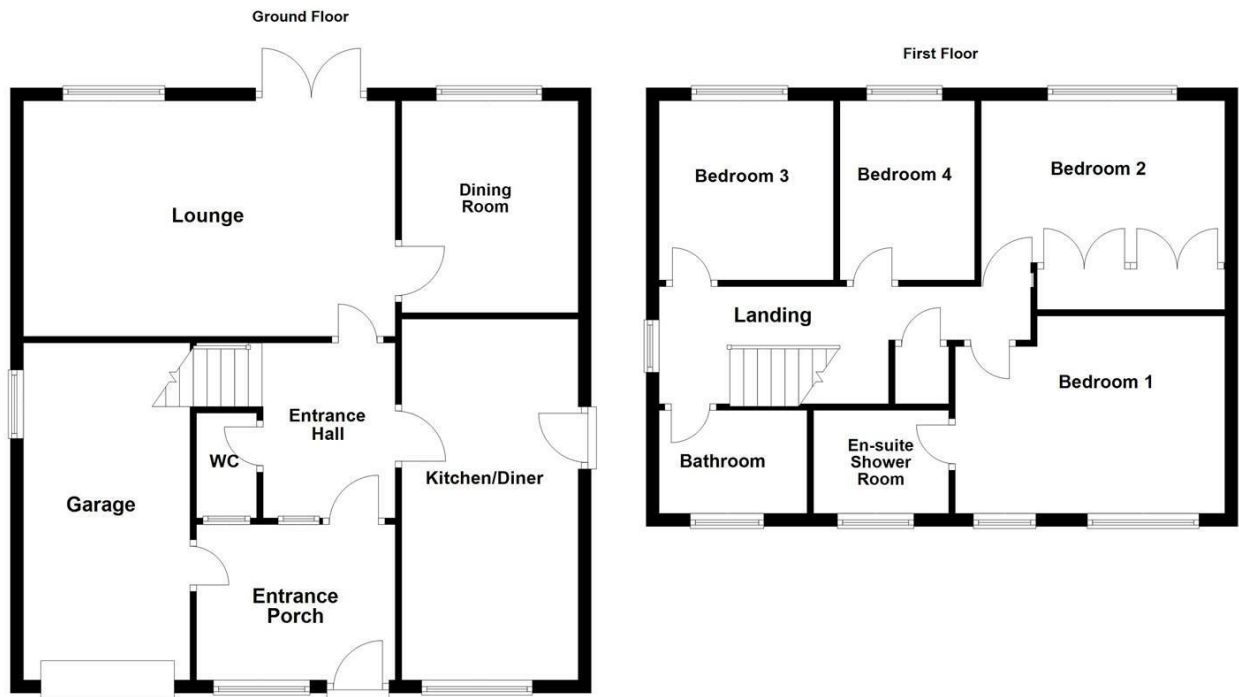 Ground Floor
Lounge
Dining
Room
Entrance
Hall
WC
Kitchen/Diner
Garage
Entrance
Porch
First Floor
Bedroom 3
Bedroom 4
Bedroom 2
Landing
Bedroom 1
Bathroom
En-suite
Shower
Room